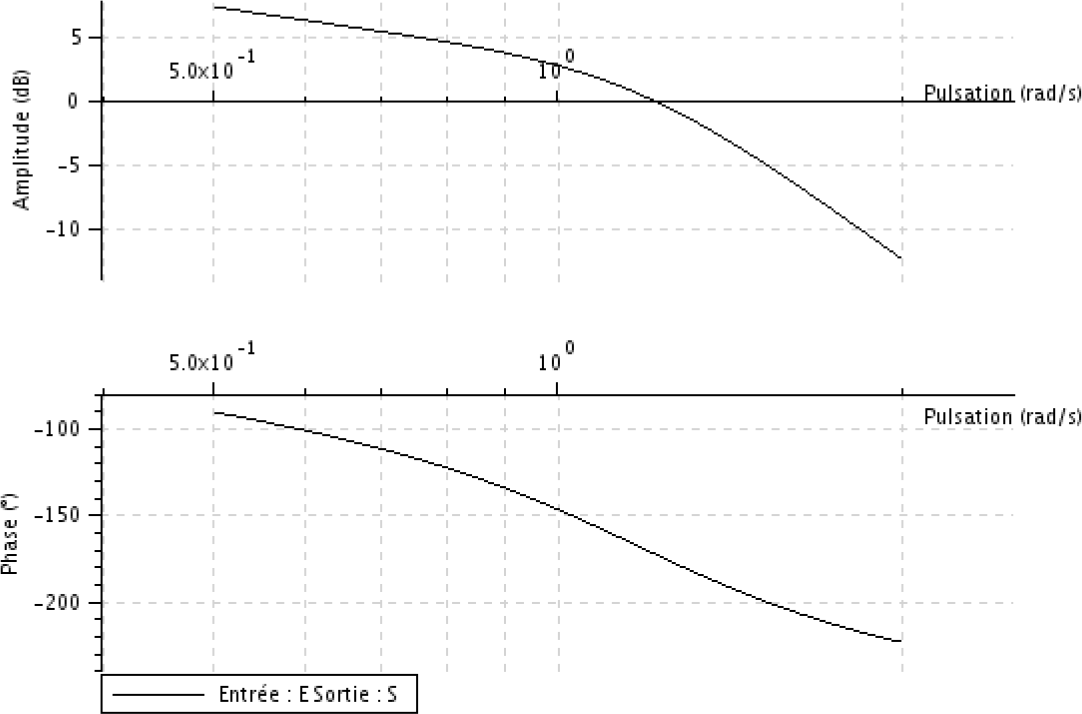 Amplitude (dB)
5
0
-5
-10
5.0x10^-1
10^0
Pulsation (rad/s)
Phase (°)
5.0x10^-1
10^0
Pulsation (rad/s)
-100
-150
-200
Entrée : E Sortie : S